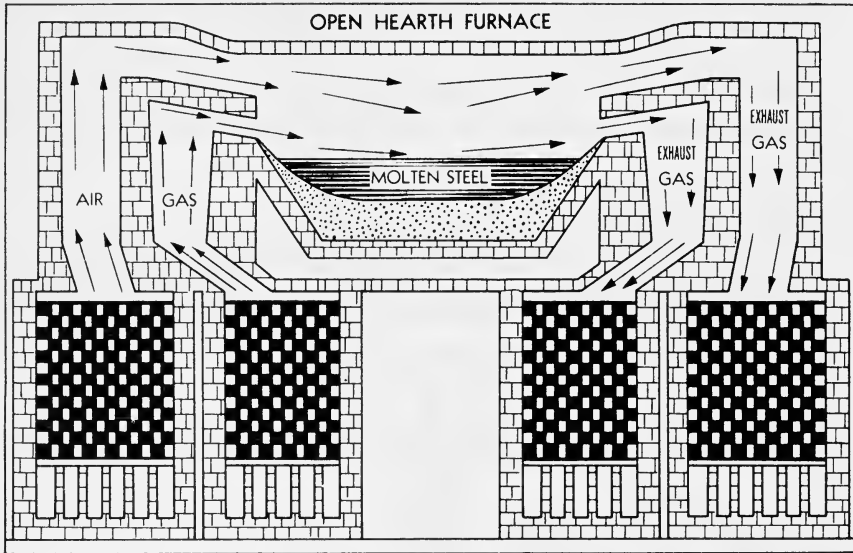 OPEN HEARTH FURNACE
AIR
GAS
MOLTEN STEEL
EXHAUST
GAS
EXHAUST
GAS